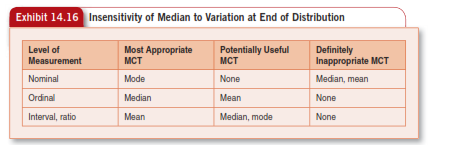 Exhibit 14.16 Insensitivity of Median to Variation at End of Distribution
Level of Measurement Most Appropriate MCT Potentially Useful MCT Definitely Inappropriate MCT
Nominal Mode None Median, mean
Ordinal Median Mean None
Interval, ratio Mean Median, mode None